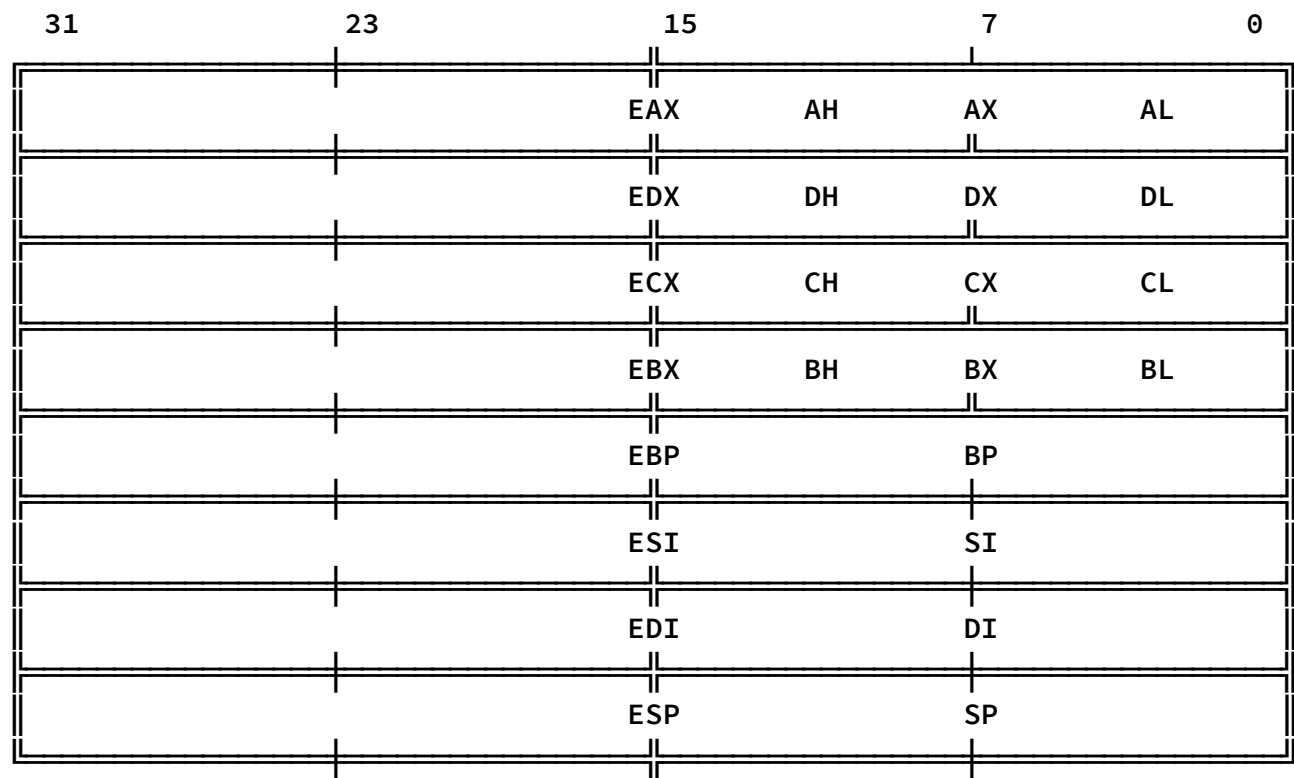 31 23 15 7 0
EAX AH AX AL
EDX DH DX DL
ECX CH CX CL
EBX BH BX BL
EBP BP
ESI SI
EDI DI
ESP SP